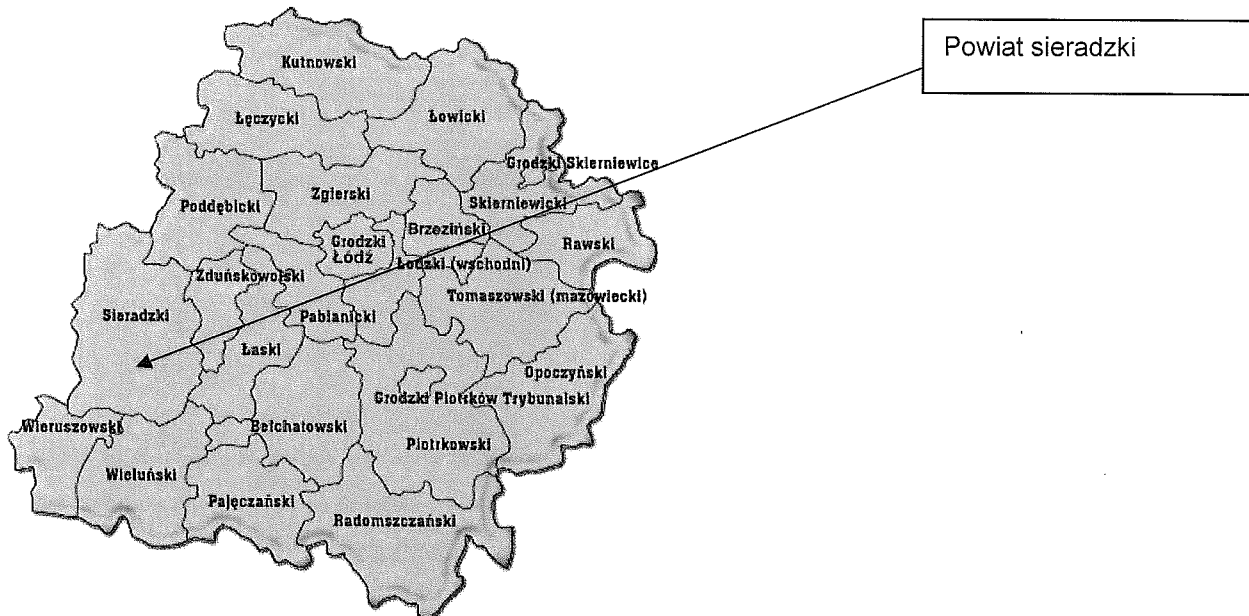 Powiat sieradzki
Kutnowski
Łęczycki
Łowicki
Grodzki Skierniewice
Zgierski
Skierniewicki
Poddębicki
Brzeziński
Grodzki
Łódź
Rawski
Łódzki (wschodni)
Zduńskowolski
Tomaszowski (mazowiecki)
Sieradzki
Pabianicki
Łaski
Opoczyński
Grodzki Piotrków Trybunalski
Wieruszowski
Bełchatowski
Piotrkowski
Wieluński
Pajęczański
Radomszczański